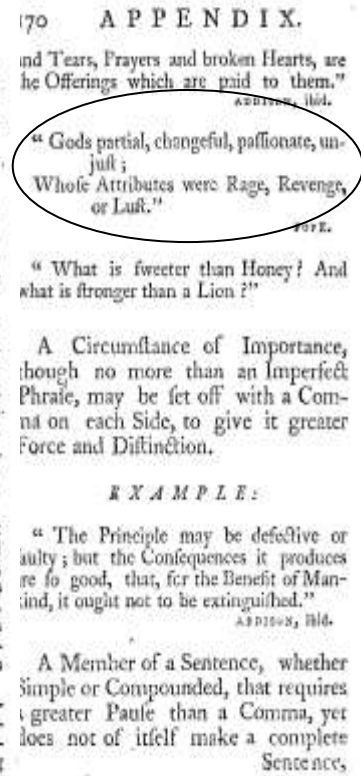 170 APPENDIX.
nd Tears, Prayers and broken Hearts, are
he Offerings which are paid to them."
ADDISON, ibid.
“ Gods partial, changeful, paſſionate, un-
juſt ;
Whoſe Attributes were Rage, Revenge,
or Luſt."
POPE.
“ What is ſweeter than Honey? And
what is ſtronger than a Lion ?"
A Circumſtance of Importance,
hough no more than an Imperfect
Phraſe, may be ſet off with a Com-
ma on each Side, to give it greater
Force and Diſtinction.
EXAMPLE:
“ The Principle may be defective or
aulty ; but the Conſequences it produces
re ſo good, that, for the Benefit of Man-
kind, it ought not to be extinguiſhed."
ADDISON, ibid.
A Member of a Sentence, whether
Simple or Compounded, that requires
a greater Pauſe than a Comma, yet
does not of itſelf make a complete
Sentence,